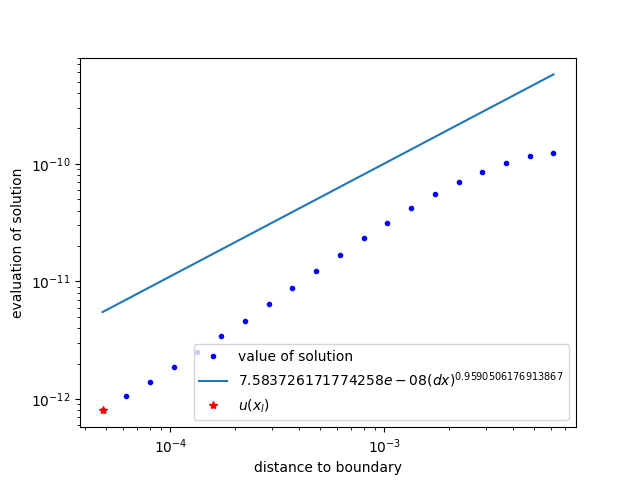 evaluation of solution
10⁻¹⁰
10⁻¹¹
10⁻¹²
value of solution
7.583726171774258e − 08(dx)^0.9590506176913867
u(x_l)
10⁻⁴
10⁻³
distance to boundary